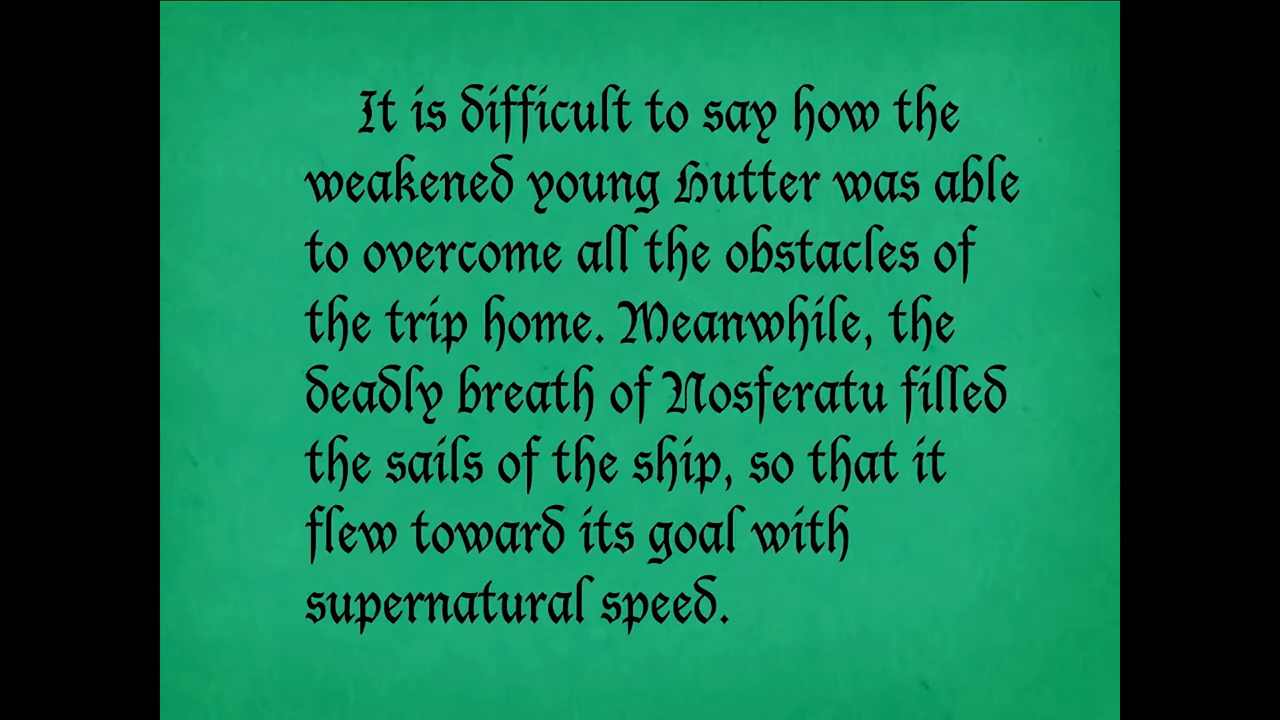 It is difficult to say how the
weakened young Hutter was able
to overcome all the obstacles of
the trip home. Meanwhile, the
deadly breath of Nosferatu filled
the sails of the ship, so that it
flew toward its goal with
supernatural speed.